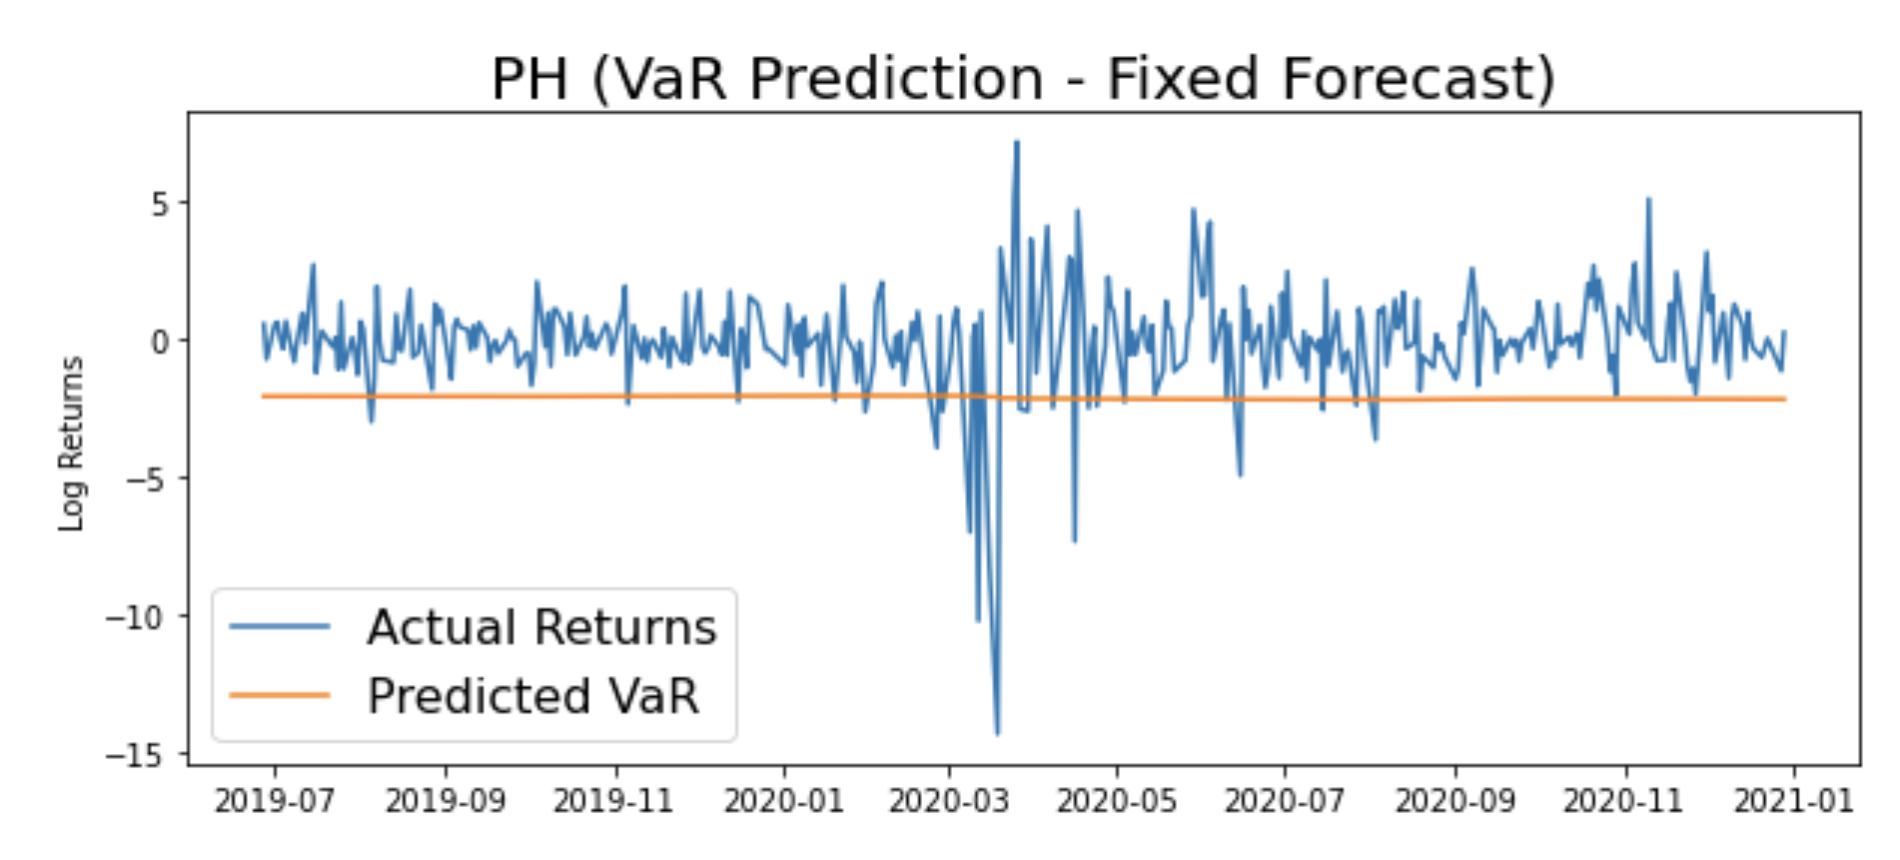 PH (VaR Prediction - Fixed Forecast)
Log Returns
5
0
−5
−10
−15
Actual Returns
Predicted VaR
2019-07 2019-09 2019-11 2020-01 2020-03 2020-05 2020-07 2020-09 2020-11 2021-01